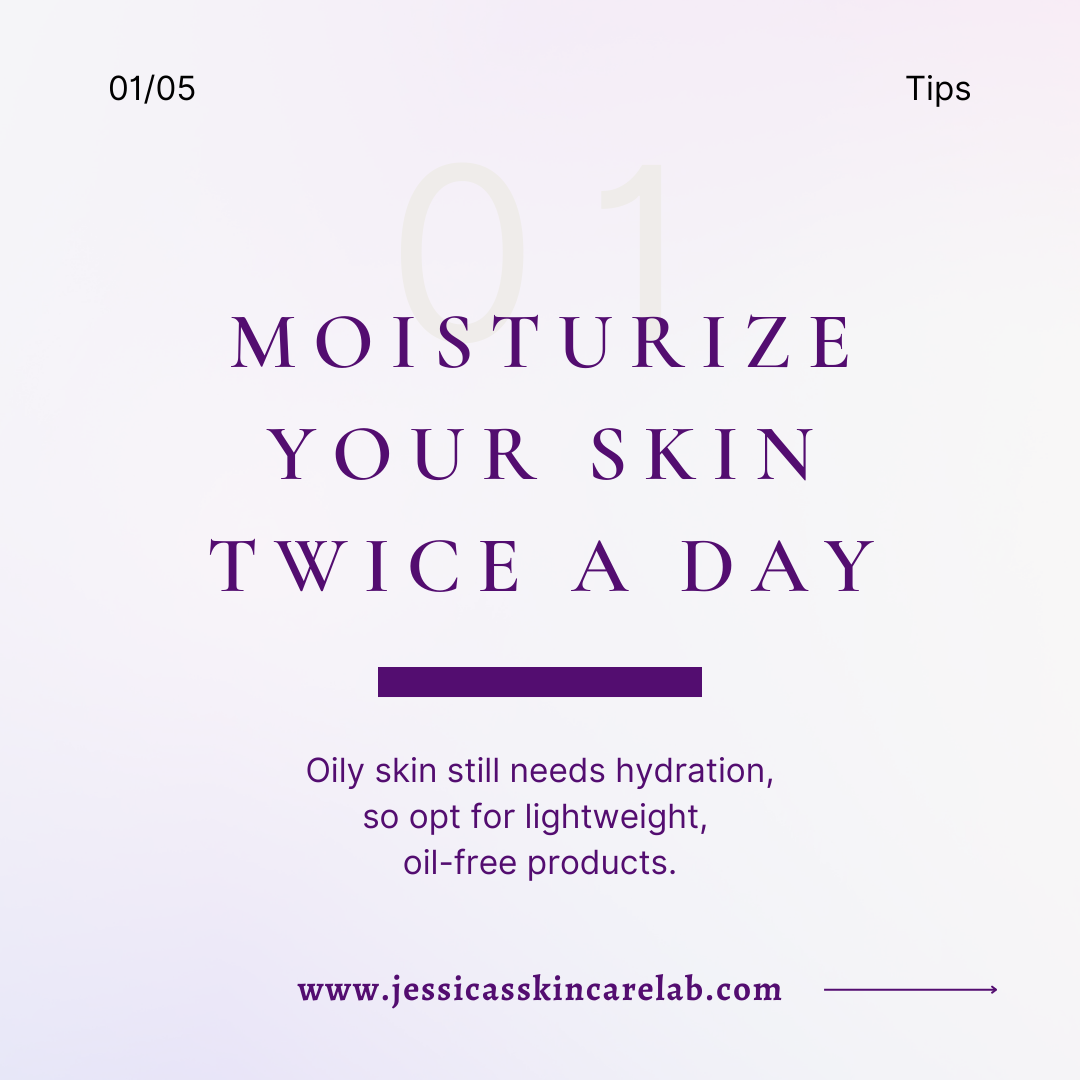 01/05
Tips
01
MOISTURIZE
YOUR SKIN
TWICE A DAY
Oily skin still needs hydration,
so opt for lightweight,
oil-free products.
www.jessicasskincarelab.com